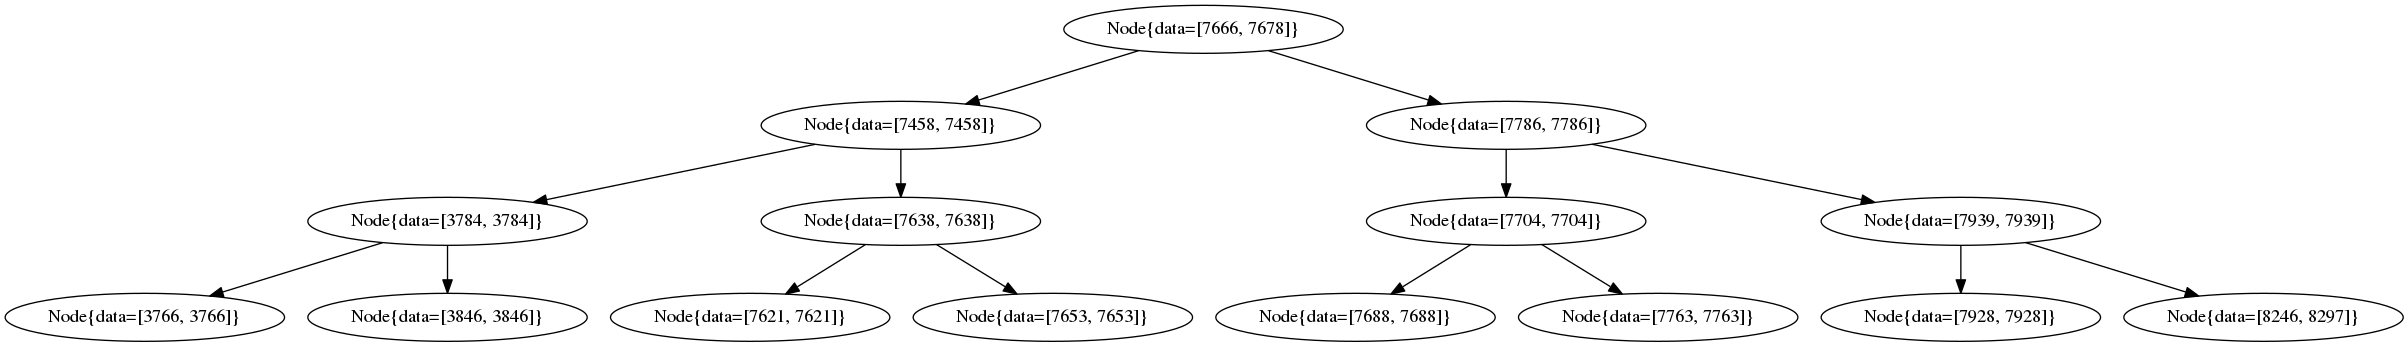 Node{data=[7666, 7678]}
Node{data=[7458, 7458]}
Node{data=[7786, 7786]}
Node{data=[3784, 3784]}
Node{data=[7638, 7638]}
Node{data=[7704, 7704]}
Node{data=[7939, 7939]}
Node{data=[3766, 3766]}
Node{data=[3846, 3846]}
Node{data=[7621, 7621]}
Node{data=[7653, 7653]}
Node{data=[7688, 7688]}
Node{data=[7763, 7763]}
Node{data=[7928, 7928]}
Node{data=[8246, 8297]}